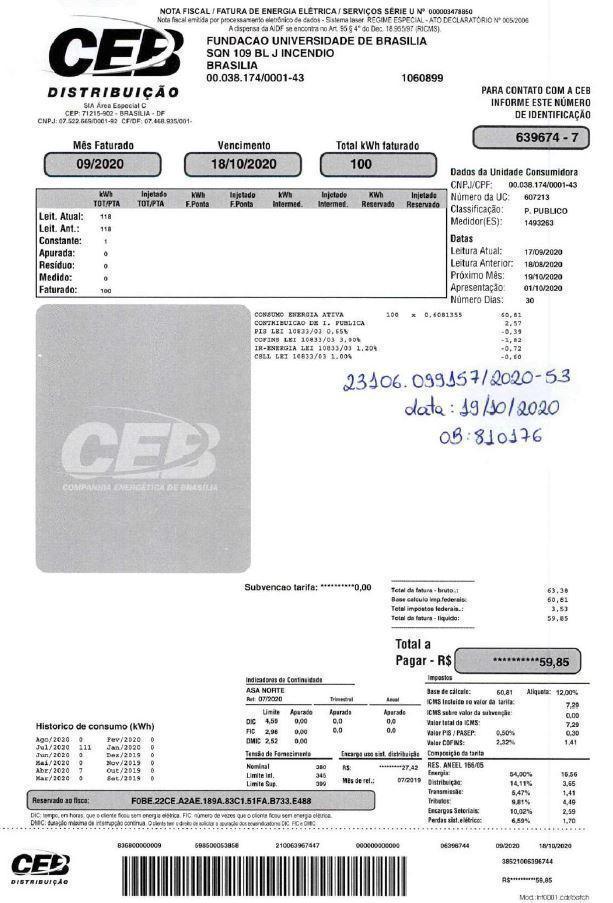 NOTA FISCAL / FATURA DE ENERGIA ELÉTRICA / SERVIÇOS SÉRIE U Nº 000003478850
Nota fiscal emitida por processamento eletrônico de dados - Sistema laser. REGIME ESPECIAL - ATO DECLARATÓRIO Nº 005/2006
A dispensa da AIDF se encontra no Art. 95 § 4º do Dec. 18.955/97 (RICMS).
CEB
DISTRIBUIÇÃO
SIA Área Especial C
CEP: 71215-902 - BRASILIA - DF
CNPJ: 07.522.669/0001-92 CF/DF: 07.468.935/001-
FUNDACAO UNIVERSIDADE DE BRASILIA
SQN 109 BL J INCENDIO
BRASILIA
00.038.174/0001-43 1060899
PARA CONTATO COM A CEB
INFORME ESTE NÚMERO
DE IDENTIFICAÇÃO
639674 - 7
Mês Faturado Vencimento Total kWh faturado
09/2020 18/10/2020 100
Dados da Unidade Consumidora
CNPJ/CPF: 00.038.174/0001-43
Número da UC: 607213
Classificação: P. PUBLICO
Medidor(ES): 1493263
Datas
Leitura Atual: 17/09/2020
Leitura Anterior: 18/08/2020
Próximo Mês: 19/10/2020
Apresentação: 01/10/2020
Número Dias: 30
kWh Injetado kWh Injetado kWh Injetado KWh Injetado
TOT/PTA TOT/PTA F.Ponta F.Ponta Intermed. Intermed. Reservado Reservado
Leit. Atual: 118
Leit. Ant.: 118
Constante: 1
Apurada: 0
Resíduo: 0
Medido: 0
Faturado: 100
CONSUMO ENERGIA ATIVA 100 x 0,6081355 60,81
CONTRIBUICAO DE I. PUBLICA 2,57
PIS LEI 10833/03 0,65% -0,39
COFINS LEI 10833/03 3,00% -1,82
IR-ENERGIA LEI 10833/03 1,20% -0,72
CSLL LEI 10833/03 1,00% -0,60
23106.099157/2020-53
data: 19/10/2020
OB: 810176
CEB
COMPANHIA ENERGÉTICA DE BRASÍLIA
Subvencao tarifa: **********0,00
Total da fatura - bruto..: 63,38
Base calculo imp.federais: 60,81
Total impostos federais..: 3,53
Total da fatura - líquido: 59,85
Total a
Pagar - R$ **********59,85
Indicadores de Continuidade
ASA NORTE
Ref: 07/2020 Trimestral Anual
Limite Apurado Apurado Apurado
DIC 4,59 0,00 0,0 0,0
FIC 2,96 0,00 0,0 0,0
DMIC 2,52 0,00
Tensão de Fornecimento Encargo uso sist. distribuição
Nominal 380 R$: *******27,42
Limite Inf. 345
Limite Sup. 399 Mês de ref.: 07/2019
Impostos
Base de cálculo: 60,81 Alíquota: 12,00%
ICMS incluído no valor da tarifa: 7,29
ICMS sobre valor da subvenção: 0,00
Valor total do ICMS: 7,29
Valor PIS / PASEP: 0,50% 0,30
Valor COFINS: 2,32% 1,41
Composição da tarifa
RES. ANEEL 166/05
Energia: 54,00% 16,56
Distribuição: 14,11% 3,65
Transmissão: 5,47% 1,41
Tributos: 9,81% 4,49
Encargos Setoriais: 10,02% 2,59
Perdas sist.elétrico: 6,59% 1,70
Historico de consumo (kWh)
Ago/2020 0 Fev/2020 0
Jul/2020 111 Jan/2020 0
Jun/2020 0 Dez/2019 0
Mai/2020 0 Nov/2019 0
Abr/2020 7 Out/2019 0
Mar/2020 0 Set/2019 0
Reservado ao fisco: F0BE.22CE.A2AE.189A.83C1.51FA.B733.E488
DIC: tempo, em horas, que o cliente ficou sem energia elétrica. FIC: número de vezes que o cliente ficou sem energia elétrica.
DMIC: duração máxima de interrupção contínua. O cliente tem o direito de solicitar a apuração dos indicadores DIC, FIC e DMIC
CEB
DISTRIBUIÇÃO
836800000009 598500053858 210063967447 000000000000 06396744 09/2020 18/10/2020
38521006396744
R$*******59,85
Mod.:Inf0001.cdr/batch